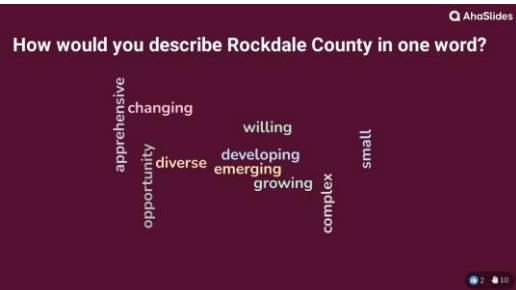 AhaSlides
How would you describe Rockdale County in one word?
apprehensive
changing
willing
small
opportunity
diverse
developing
emerging
growing
complex
2 10